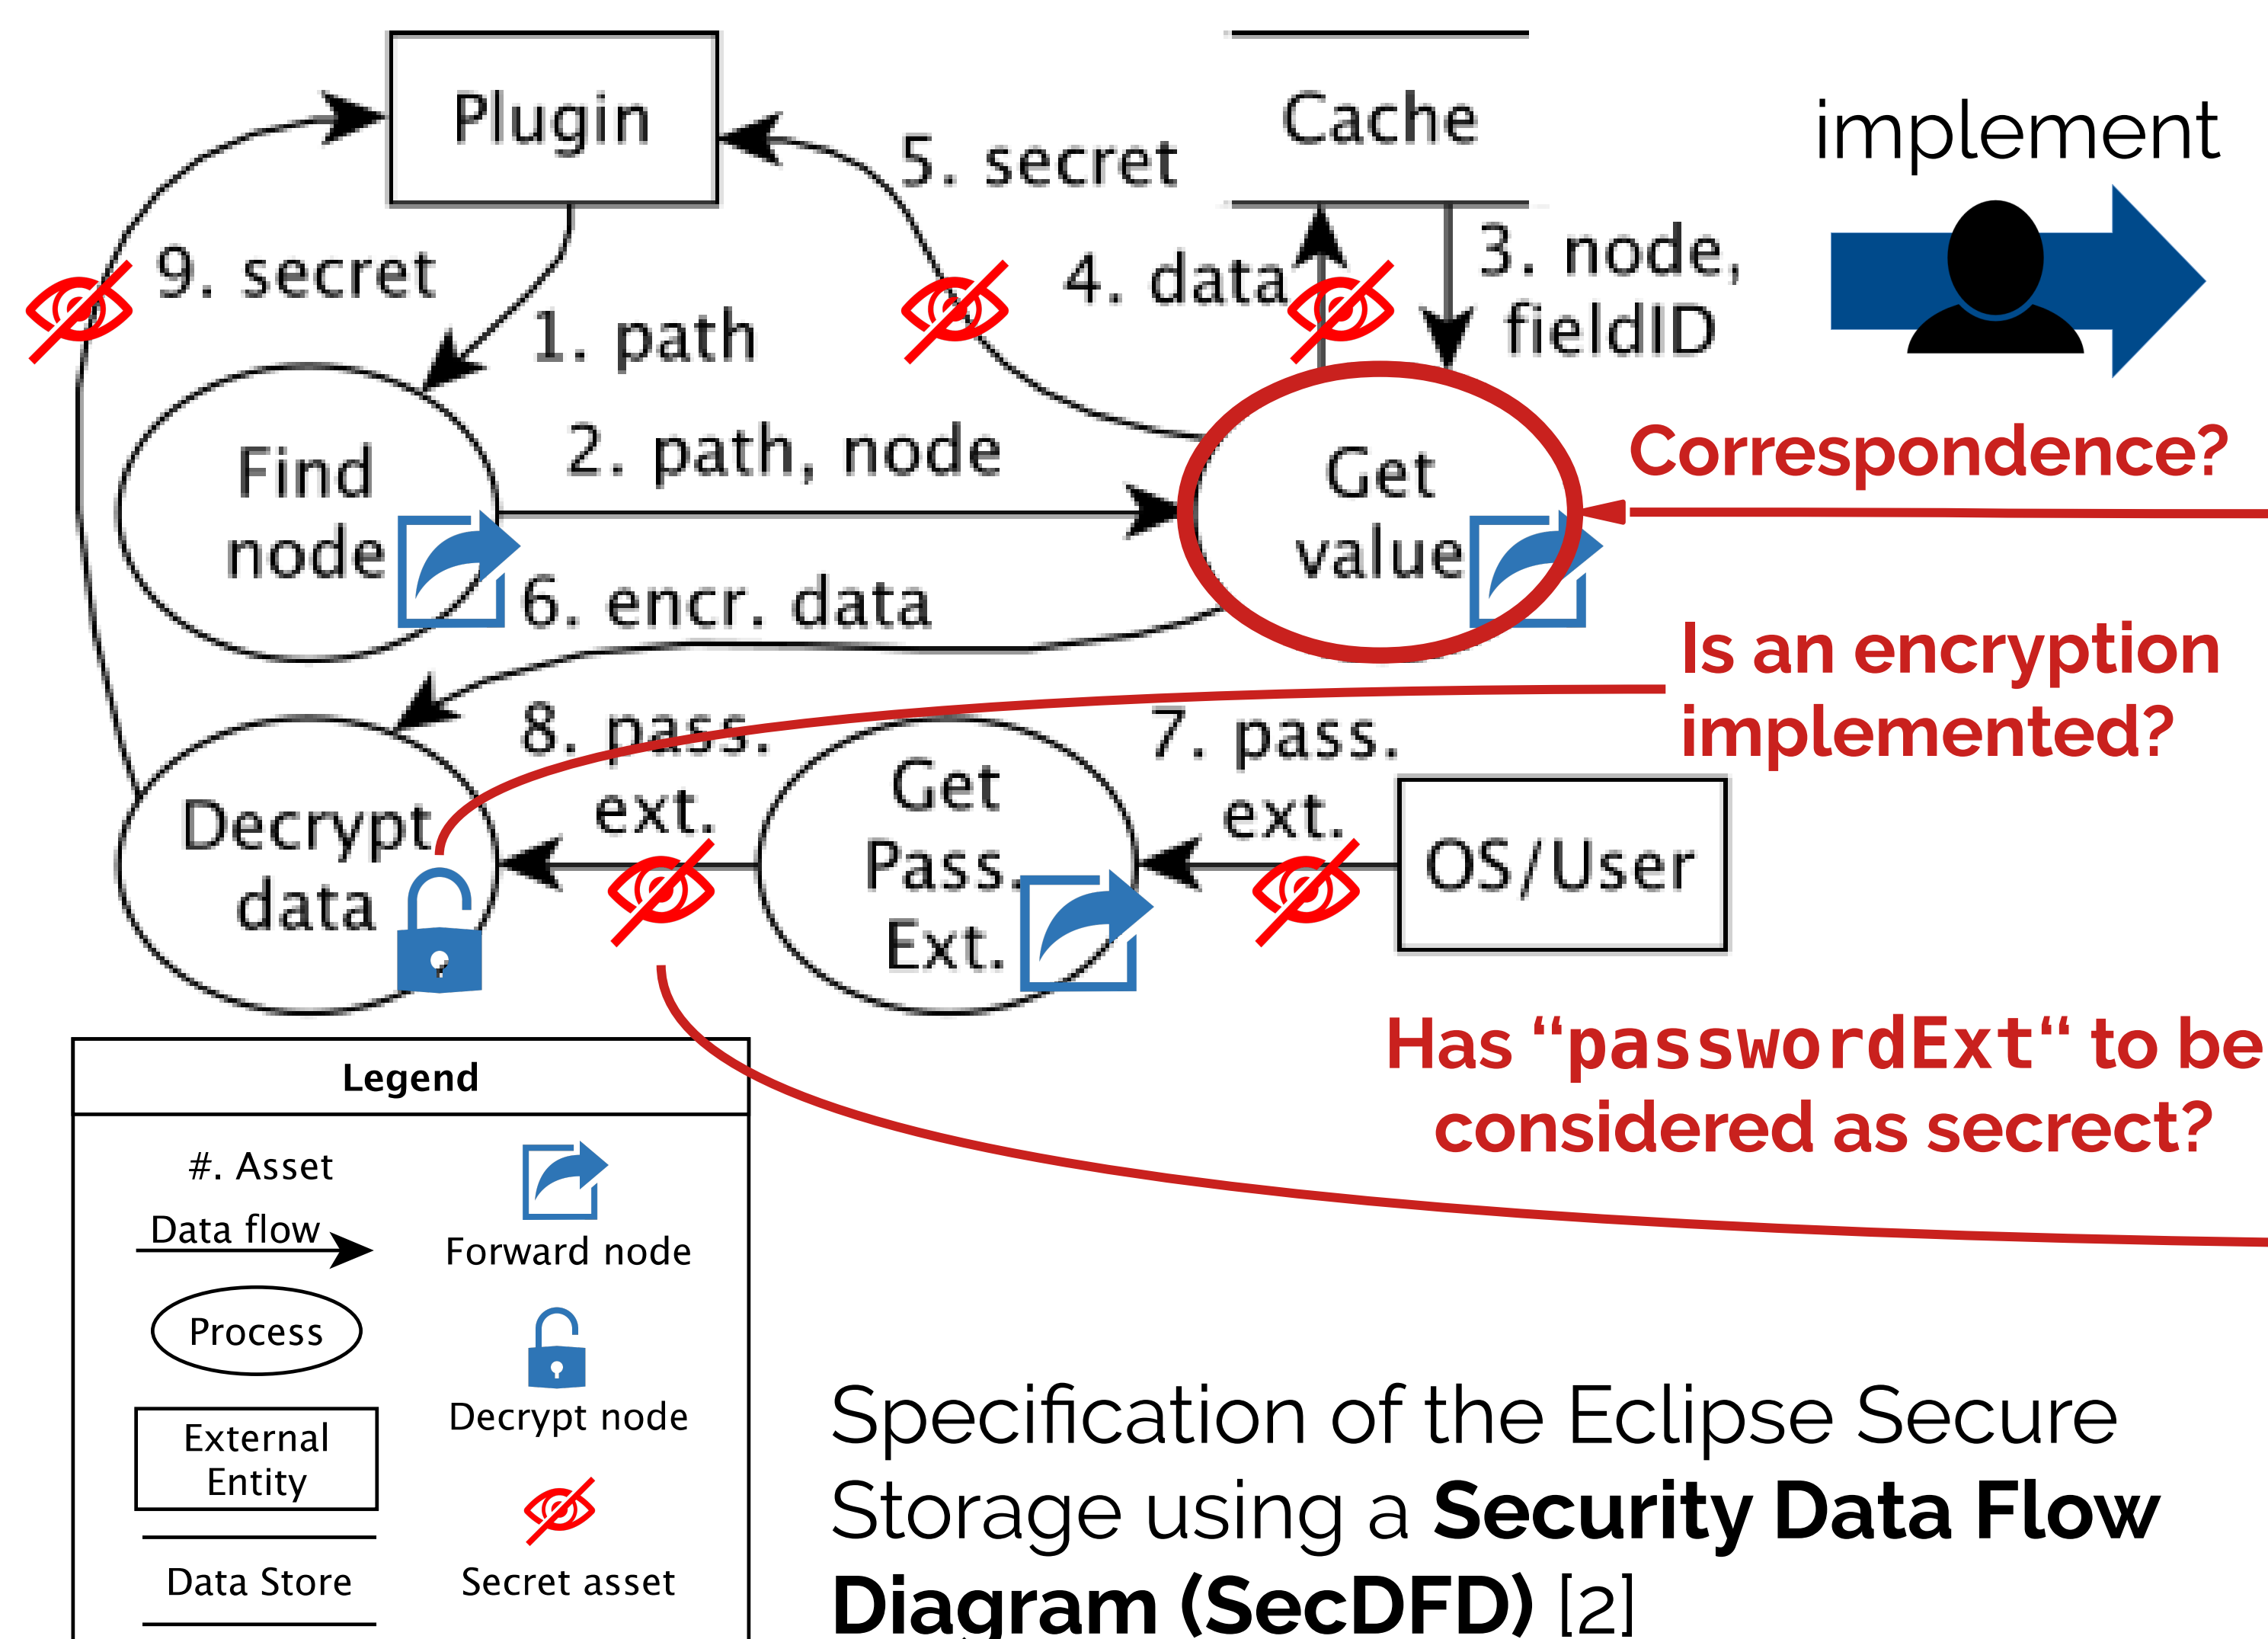 Plugin
Cache
implement
5. secret
9. secret
4. data
3. node,
fieldID
1. path
2. path, node
Find
node
Get
value
Correspondence?
6. encr. data
Is an encryption
implemented?
8. pass.
ext.
7. pass.
ext.
Decrypt
data
Get
Pass.
Ext.
OS/User
Has “passwordExt“ to be
considered as secrect?
Legend
#. Asset
Data flow
Forward node
Process
Decrypt node
External
Entity
Data Store
Secret asset
Specification of the Eclipse Secure
Storage using a Security Data Flow
Diagram (SecDFD) [2]